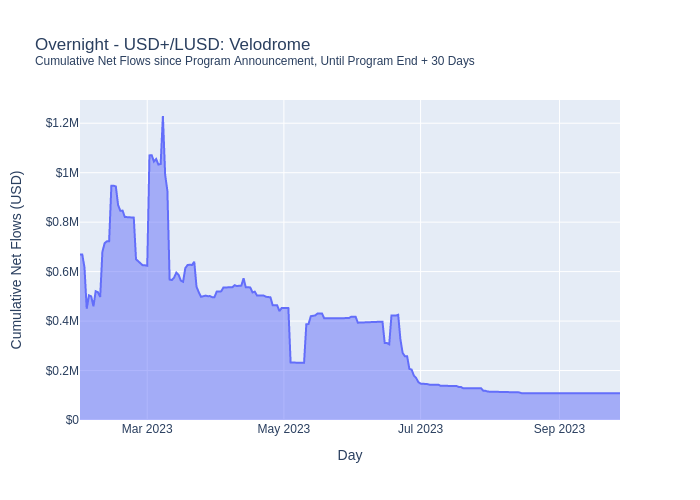 Overnight - USD+/LUSD: Velodrome
Cumulative Net Flows since Program Announcement, Until Program End + 30 Days
Cumulative Net Flows (USD)
$1.2M
$1M
$0.8M
$0.6M
$0.4M
$0.2M
$0
Mar 2023 May 2023 Jul 2023 Sep 2023
Day